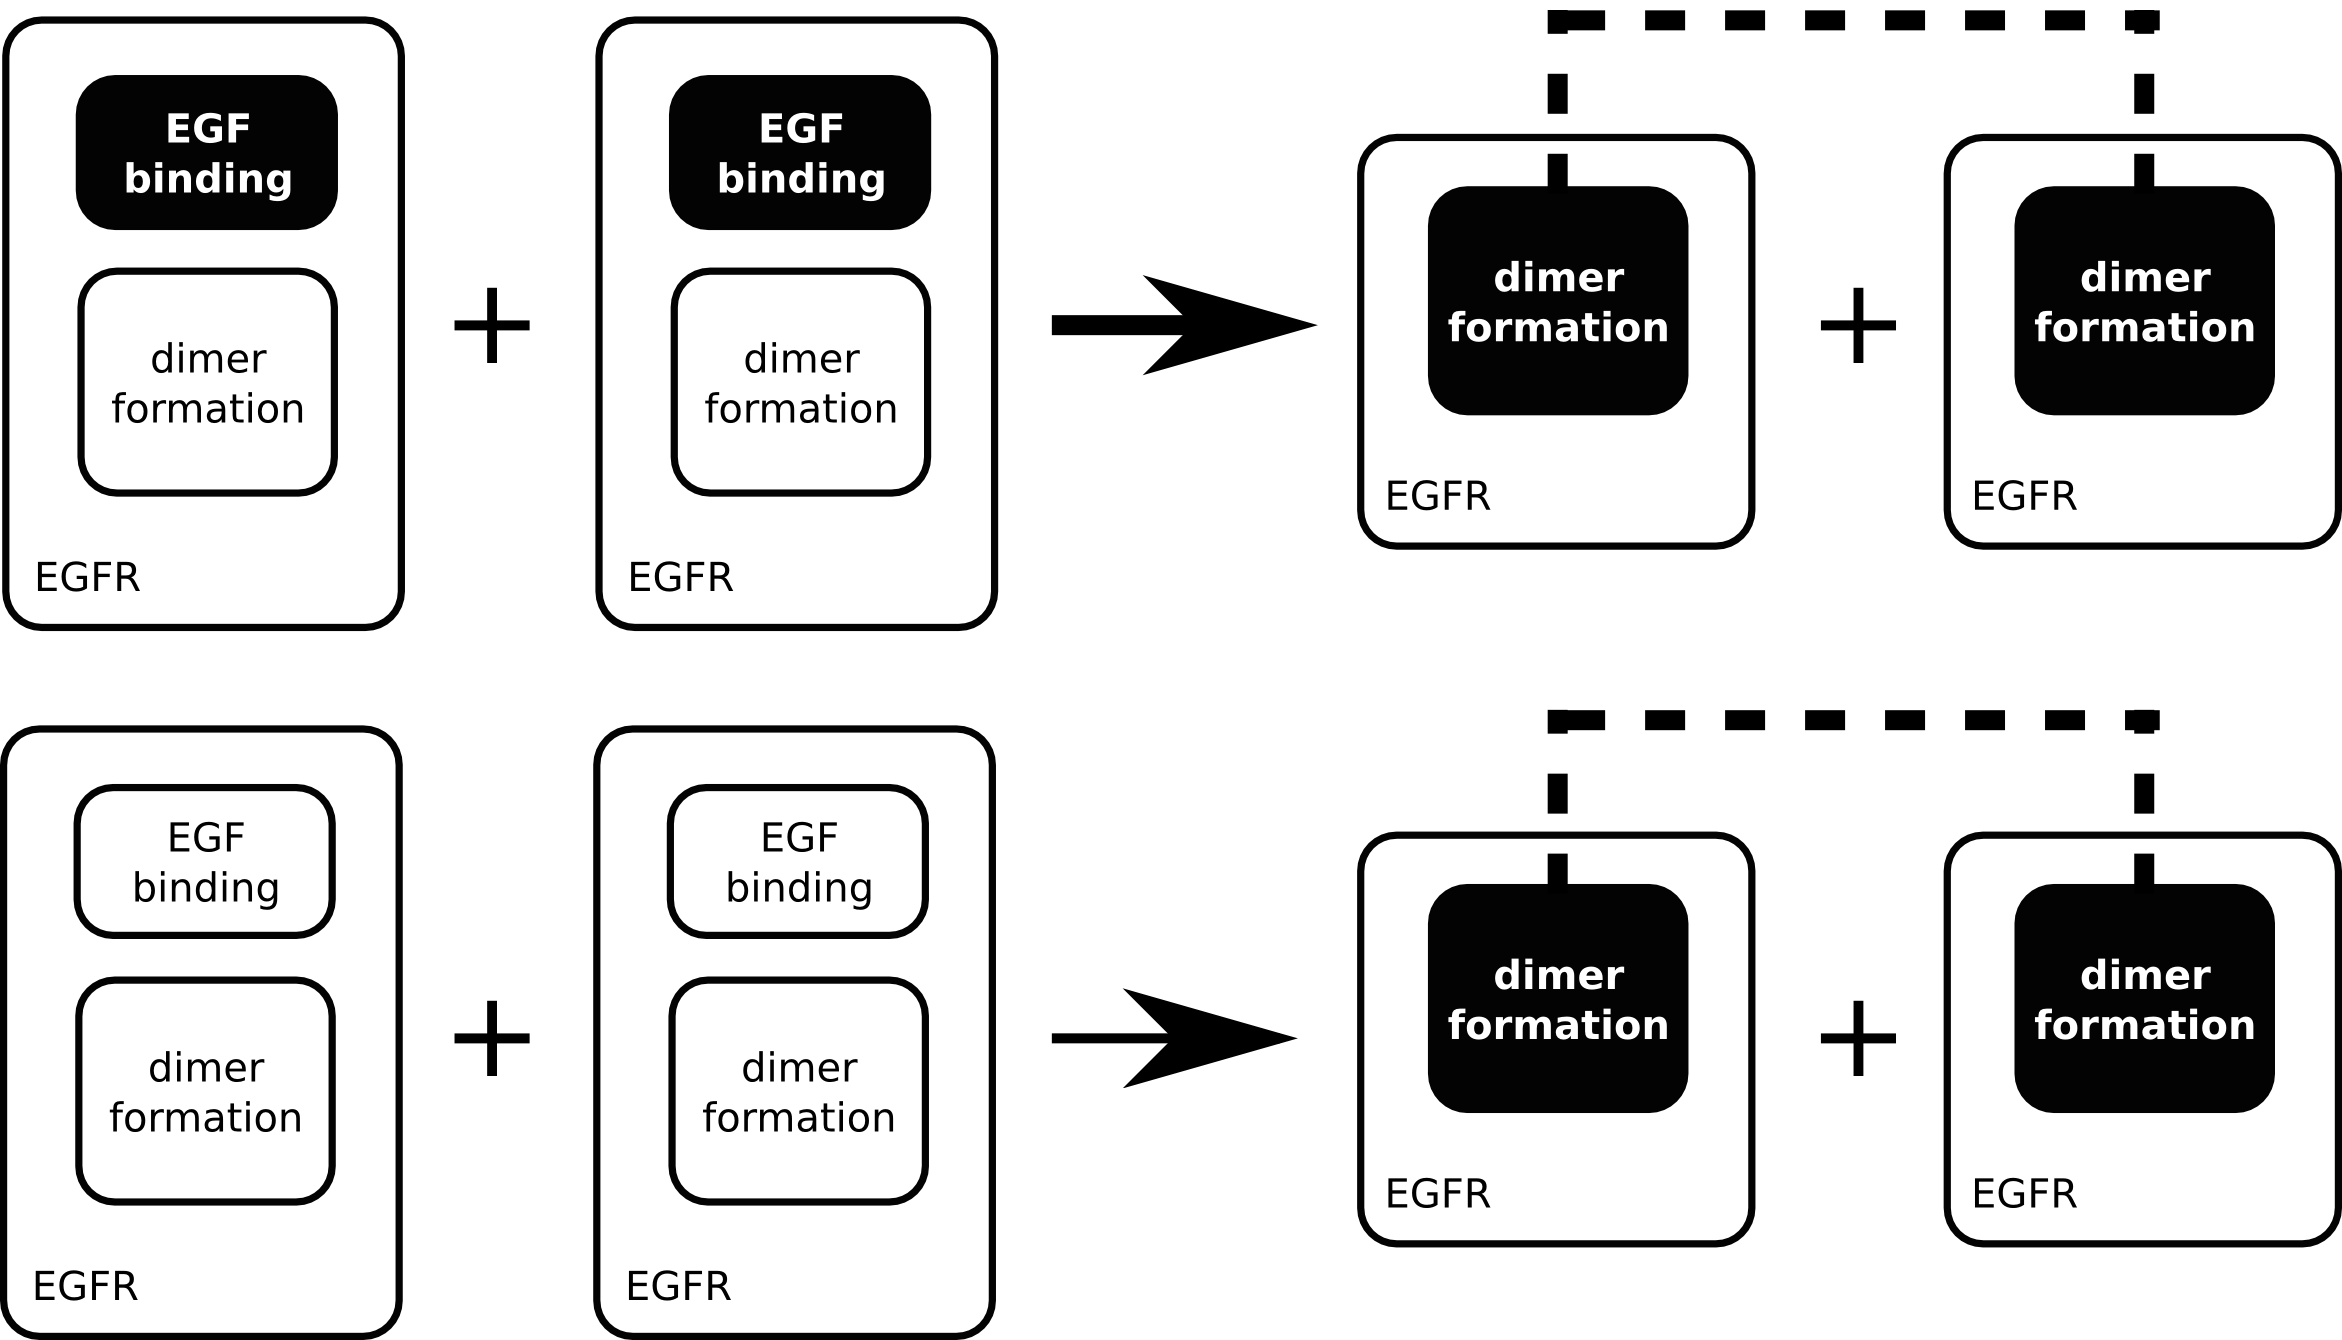 EGF
binding
dimer
formation
EGFR
+
EGF
binding
dimer
formation
EGFR
dimer
formation
EGFR
+
dimer
formation
EGFR
EGF
binding
dimer
formation
EGFR
+
EGF
binding
dimer
formation
EGFR
dimer
formation
EGFR
+
dimer
formation
EGFR